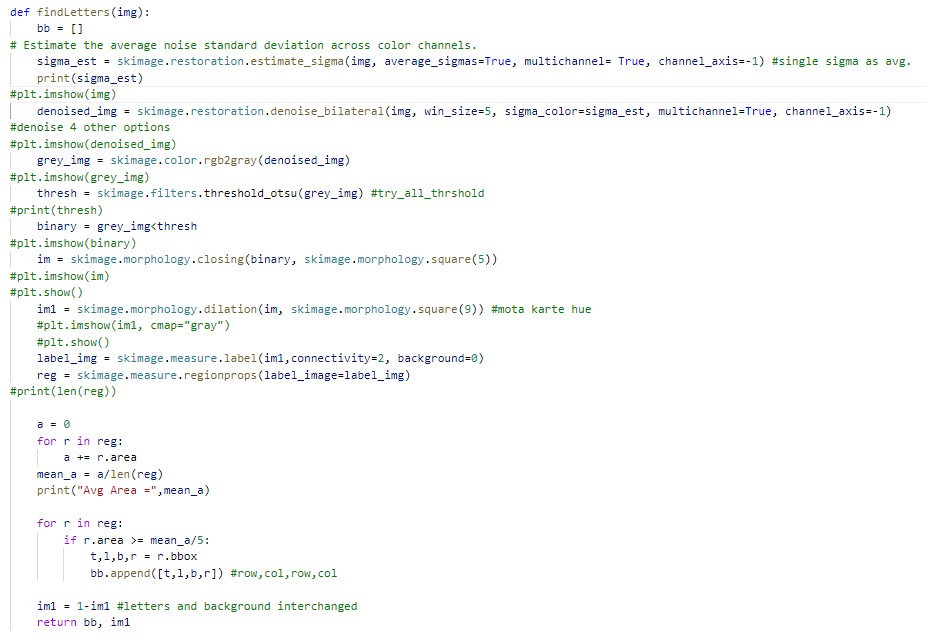 def findLetters(img):
    bb = []
# Estimate the average noise standard deviation across color channels.
    sigma_est = skimage.restoration.estimate_sigma(img, average_sigmas=True, multichannel= True, channel_axis=-1) #single sigma as avg.
    print(sigma_est)
#plt.imshow(img)
    denoised_img = skimage.restoration.denoise_bilateral(img, win_size=5, sigma_color=sigma_est, multichannel=True, channel_axis=-1)
#denoise 4 other options
#plt.imshow(denoised_img)
    grey_img = skimage.color.rgb2gray(denoised_img)
#plt.imshow(grey_img)
    thresh = skimage.filters.threshold_otsu(grey_img) #try_all_thrshold
#print(thresh)
    binary = grey_img<thresh
#plt.imshow(binary)
    im = skimage.morphology.closing(binary, skimage.morphology.square(5))
#plt.imshow(im)
#plt.show()
    im1 = skimage.morphology.dilation(im, skimage.morphology.square(9)) #mota karte hue
    #plt.imshow(im1, cmap="gray")
    #plt.show()
    label_img = skimage.measure.label(im1,connectivity=2, background=0)
    reg = skimage.measure.regionprops(label_image=label_img)
#print(len(reg))
    a = 0
    for r in reg:
        a += r.area
    mean_a = a/len(reg)
    print("Avg Area =",mean_a)
    for r in reg:
        if r.area >= mean_a/5:
            t,l,b,r = r.bbox
            bb.append([t,l,b,r]) #row,col,row,col
    im1 = 1-im1 #letters and background interchanged
    return bb, im1